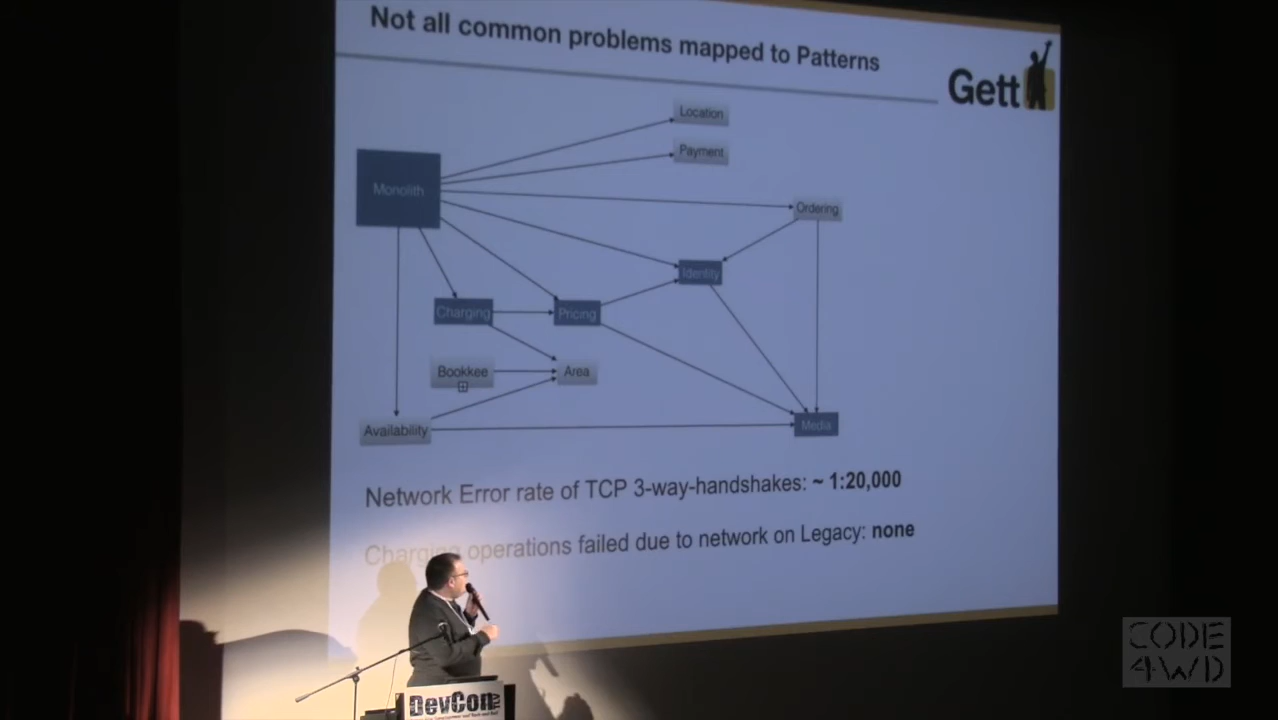 Not all common problems mapped to Patterns
Gett
Location
Payment
Monolith
Ordering
Identity
Charging
Pricing
Bookkee
Area
Availability
Media
Network Error rate of TCP 3-way-handshakes: ~ 1:20,000
Charging operations failed due to network on Legacy: none
DevCon
CODE
4WD